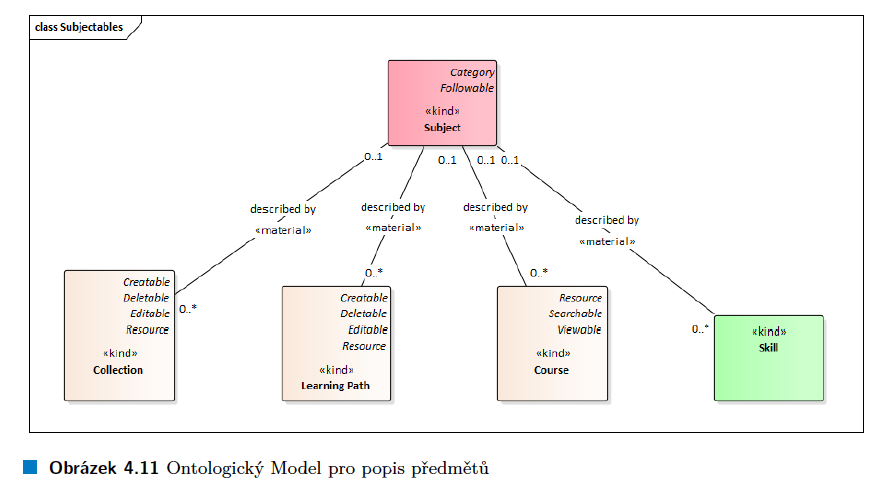 class Subjectables
Category
Followable
«kind»
Subject
0..1
0..1
0..1
0..1
described by
«material»
described by
«material»
described by
«material»
described by
«material»
0..*
0..*
0..*
0..*
Creatable
Deletable
Editable
Resource
«kind»
Collection
Creatable
Deletable
Editable
Resource
«kind»
Learning Path
Resource
Searchable
Viewable
«kind»
Course
«kind»
Skill
Obrázek 4.11 Ontologický Model pro popis předmětů